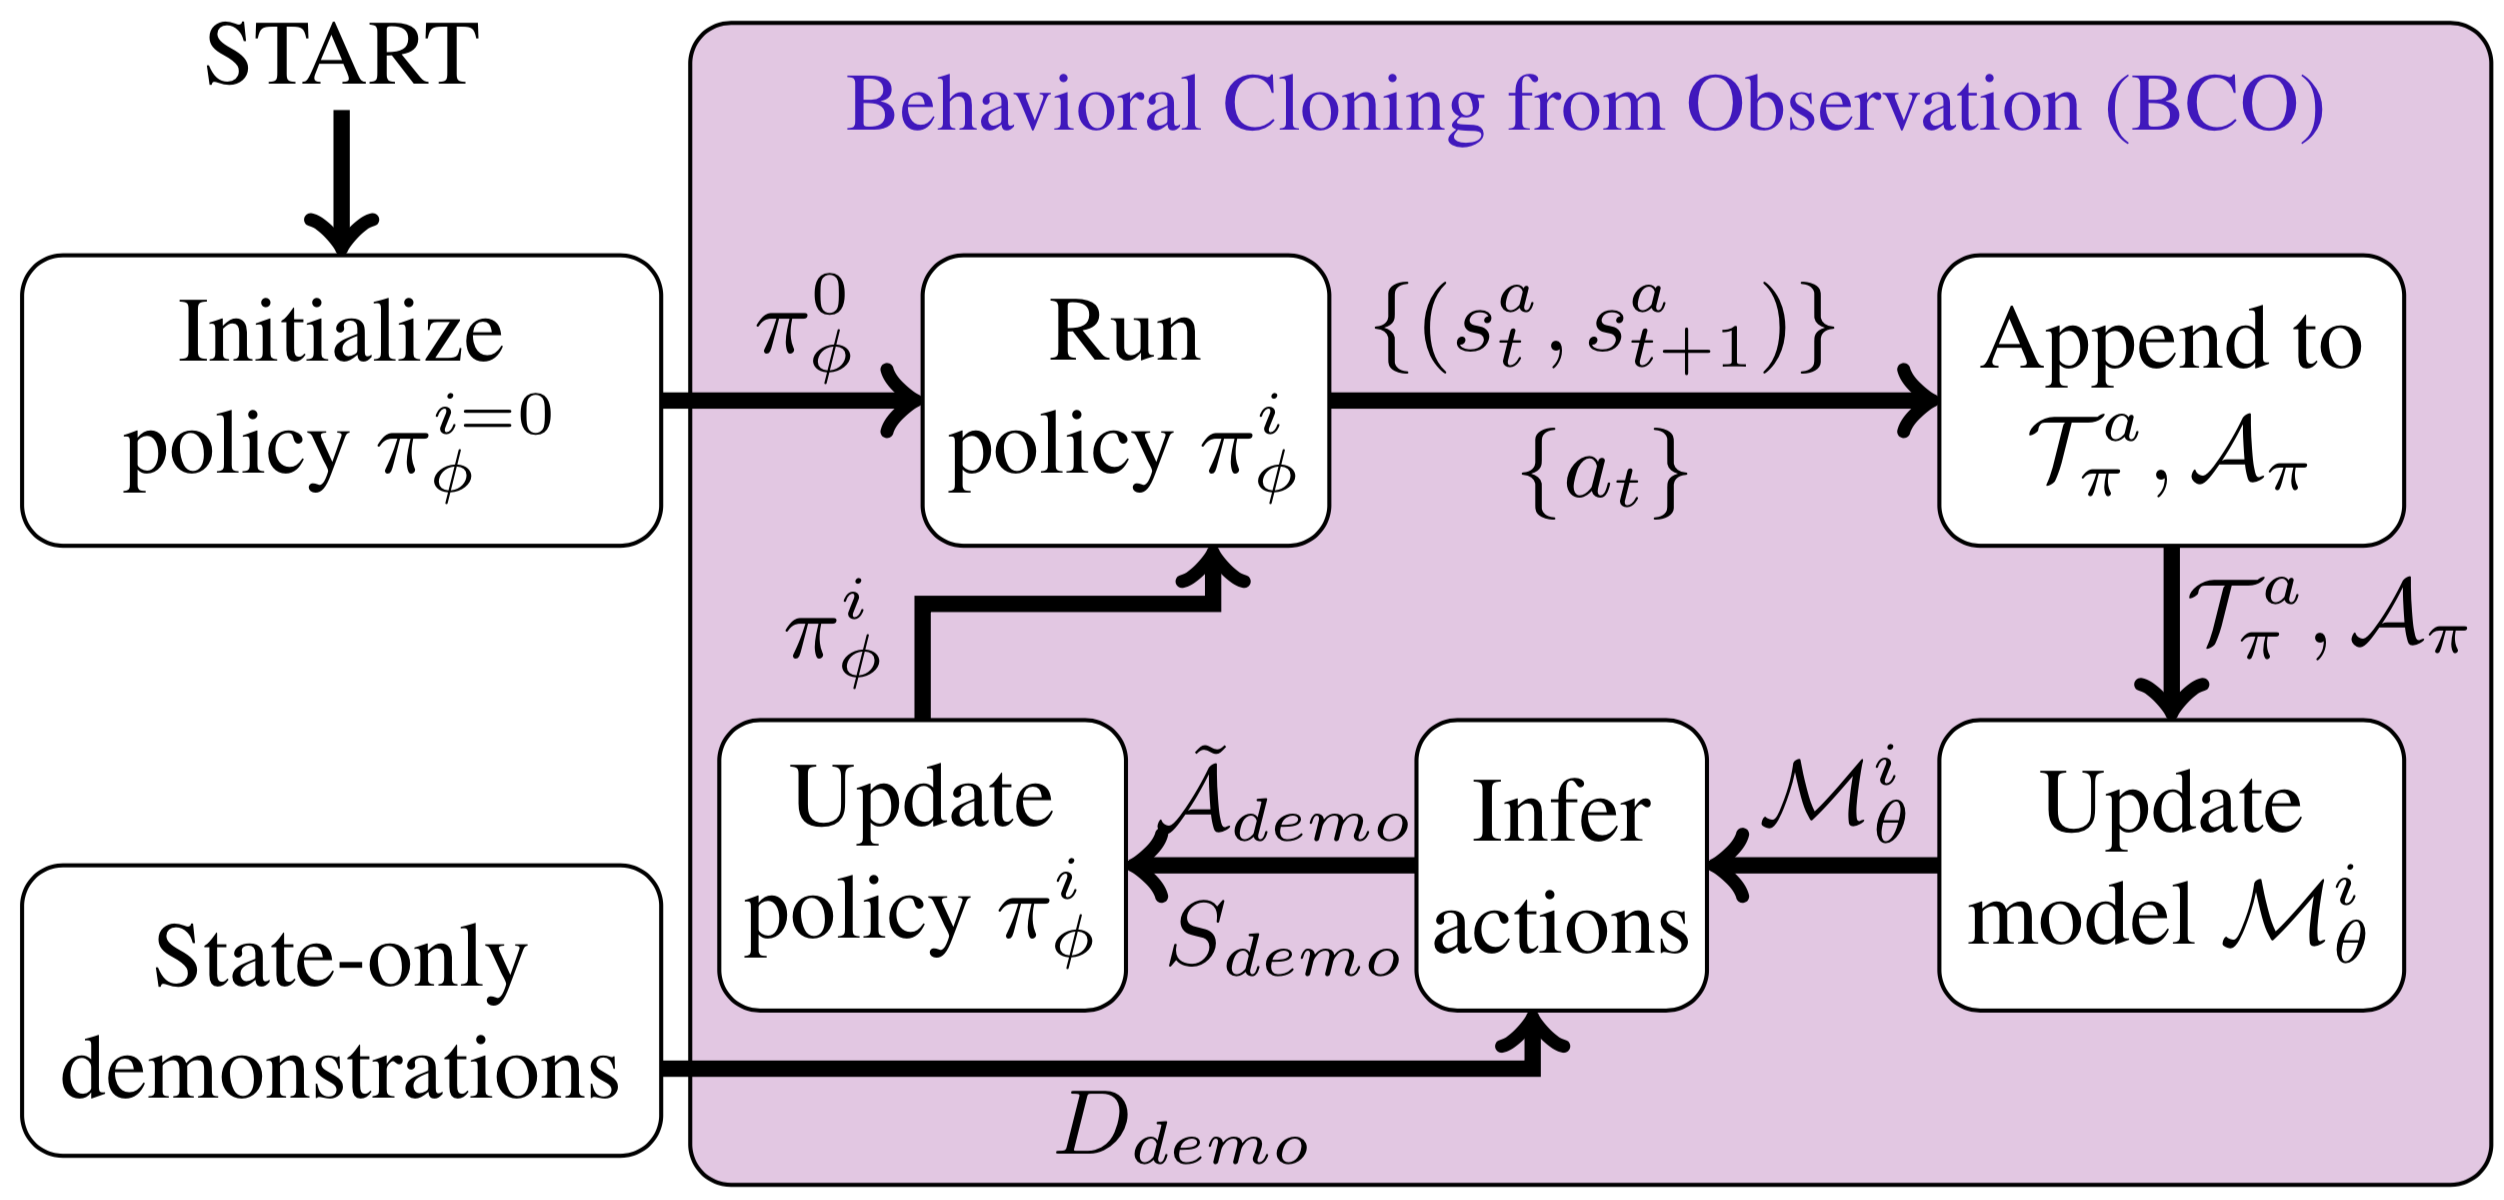 START
Behavioral Cloning from Observation (BCO)
Initialize
policy $\pi_{\phi}^{i=0}$
$\pi_{\phi}^{0}$
Run
policy $\pi_{\phi}^{i}$
$\{(s_t^a, s_{t+1}^a)\}$
$\{a_t\}$
Append to
$\mathcal{T}_{\pi}^{a}, \mathcal{A}_{\pi}$
$\mathcal{T}_{\pi}^{a}, \mathcal{A}_{\pi}$
Update
model $\mathcal{M}_{\theta}^{i}$
$\mathcal{M}_{\theta}^{i}$
Infer
actions
$\tilde{\mathcal{A}}_{demo}$
$S_{demo}$
Update
policy $\pi_{\phi}^{i}$
$\pi_{\phi}^{i}$
State-only
demonstrations
$D_{demo}$